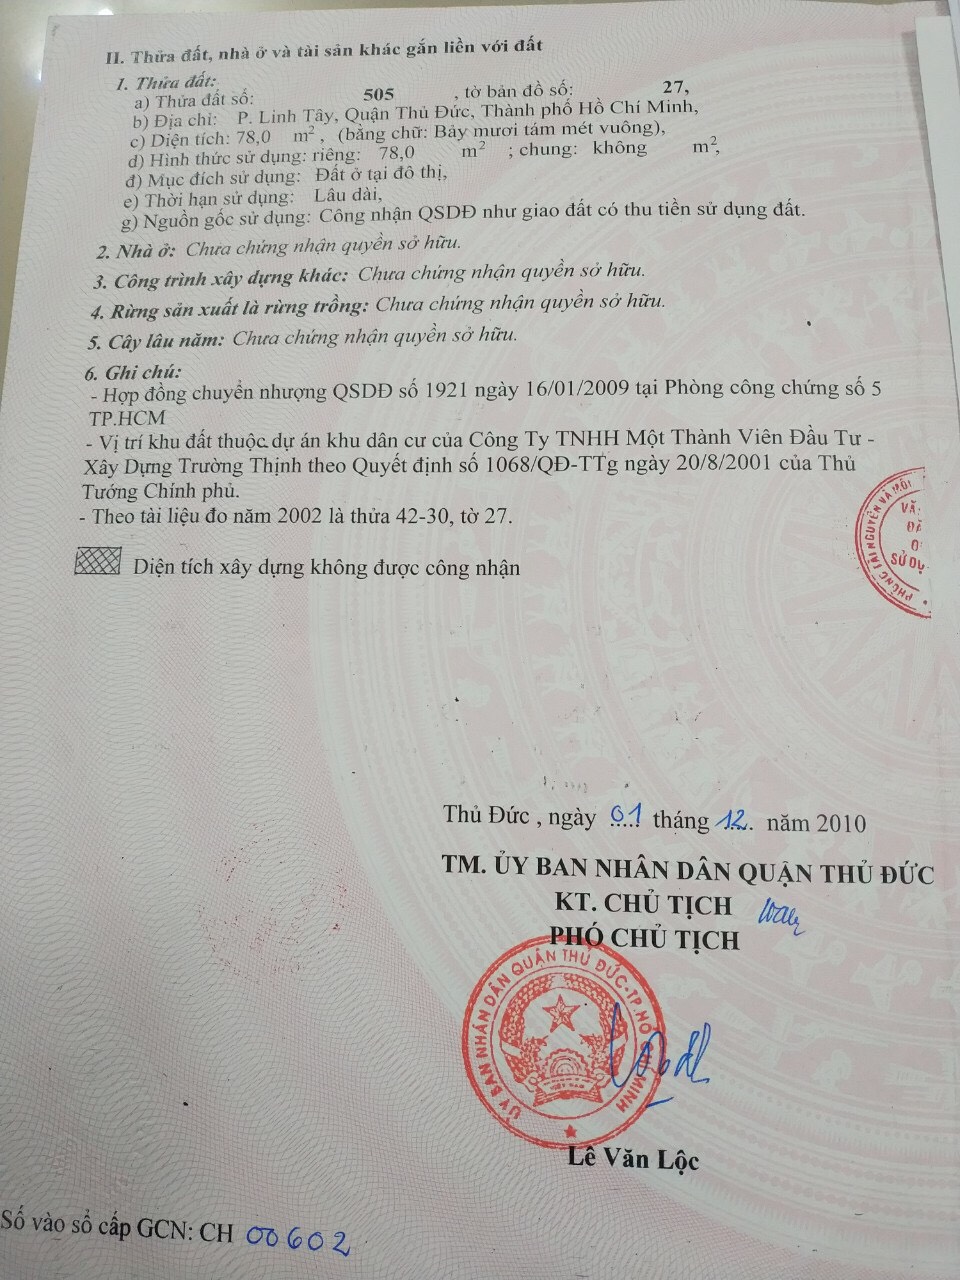 II. Thửa đất, nhà ở và tài sản khác gắn liền với đất
1. Thửa đất:
a) Thửa đất số: 505 , tờ bản đồ số: 27,
b) Địa chỉ: P. Linh Tây, Quận Thủ Đức, Thành phố Hồ Chí Minh,
c) Diện tích: 78,0 m², (bằng chữ: Bảy mươi tám mét vuông),
d) Hình thức sử dụng: riêng: 78,0 m² ; chung: không m²,
đ) Mục đích sử dụng: Đất ở tại đô thị,
e) Thời hạn sử dụng: Lâu dài,
g) Nguồn gốc sử dụng: Công nhận QSDĐ như giao đất có thu tiền sử dụng đất.
2. Nhà ở: Chưa chứng nhận quyền sở hữu.
3. Công trình xây dựng khác: Chưa chứng nhận quyền sở hữu.
4. Rừng sản xuất là rừng trồng: Chưa chứng nhận quyền sở hữu.
5. Cây lâu năm: Chưa chứng nhận quyền sở hữu.
6. Ghi chú:
- Hợp đồng chuyển nhượng QSDĐ số 1921 ngày 16/01/2009 tại Phòng công chứng số 5
TP.HCM
- Vị trí khu đất thuộc dự án khu dân cư của Công Ty TNHH Một Thành Viên Đầu Tư -
Xây Dựng Trường Thịnh theo Quyết định số 1068/QĐ-TTg ngày 20/8/2001 của Thủ
Tướng Chính phủ.
- Theo tài liệu đo năm 2002 là thửa 42-30, tờ 27.
PHÒNG TÀI NGUYÊN VÀ MÔI
VĂ
ĐĂ
SỬ DỤ
Diện tích xây dựng không được công nhận
Thủ Đức , ngày 01 tháng 12. năm 2010
TM. ỦY BAN NHÂN DÂN QUẬN THỦ ĐỨC
KT. CHỦ TỊCH
PHÓ CHỦ TỊCH
ỦY BAN NHÂN DÂN QUẬN THỦ ĐỨC-TP.HỒ CHÍ MINH
VIỆT NAM
Lê Văn Lộc
Số vào sổ cấp GCN: CH 00602